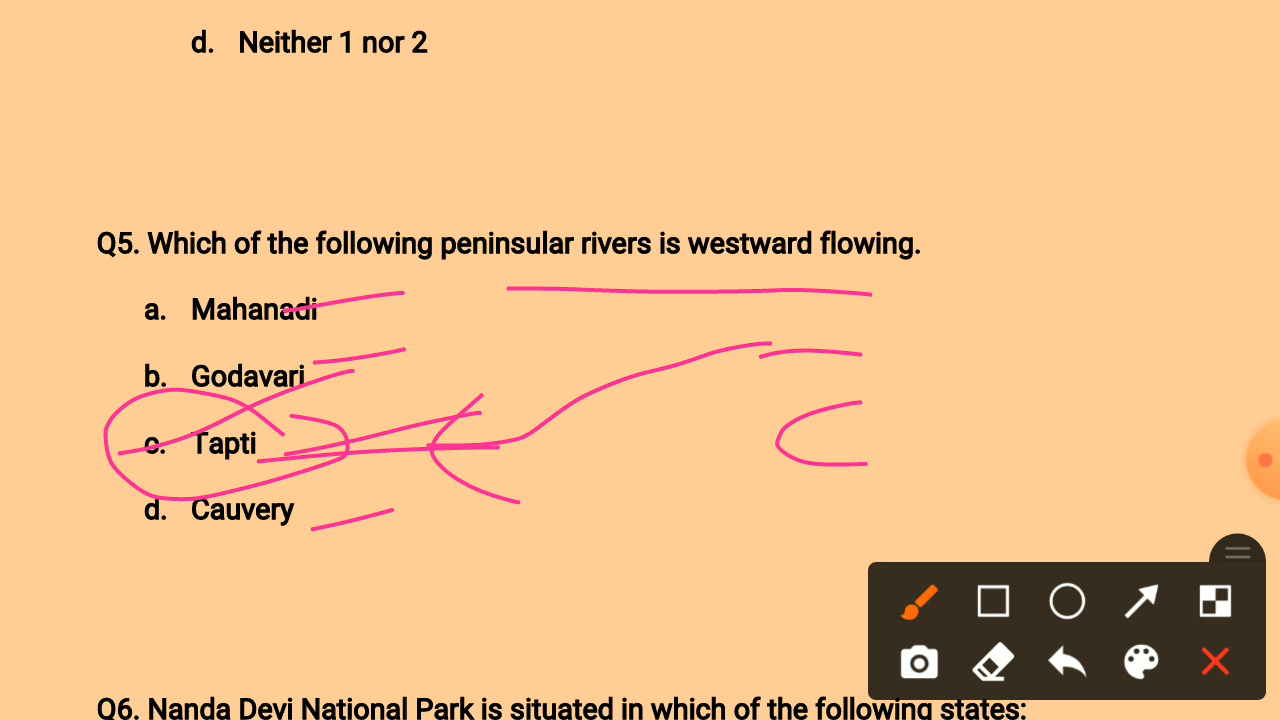 d. Neither 1 nor 2
Q5. Which of the following peninsular rivers is westward flowing.
a. Mahanadi
b. Godavari
c. Tapti
d. Cauvery
Q6. Nanda Devi National Park is situated in which of the following states: